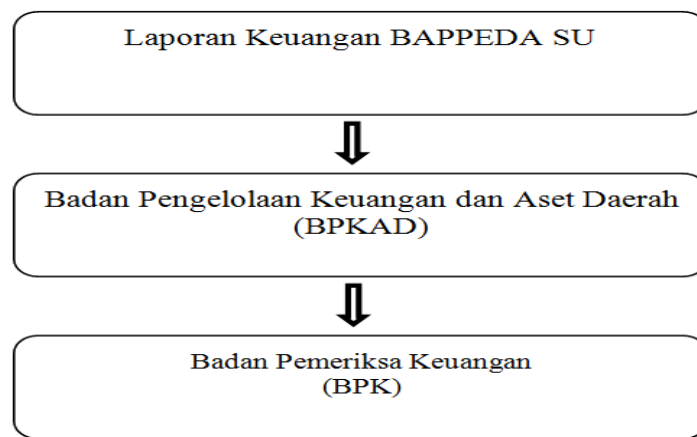 Laporan Keuangan BAPPEDA SU
Badan Pengelolaan Keuangan dan Aset Daerah
(BPKAD)
Badan Pemeriksa Keuangan
(BPK)